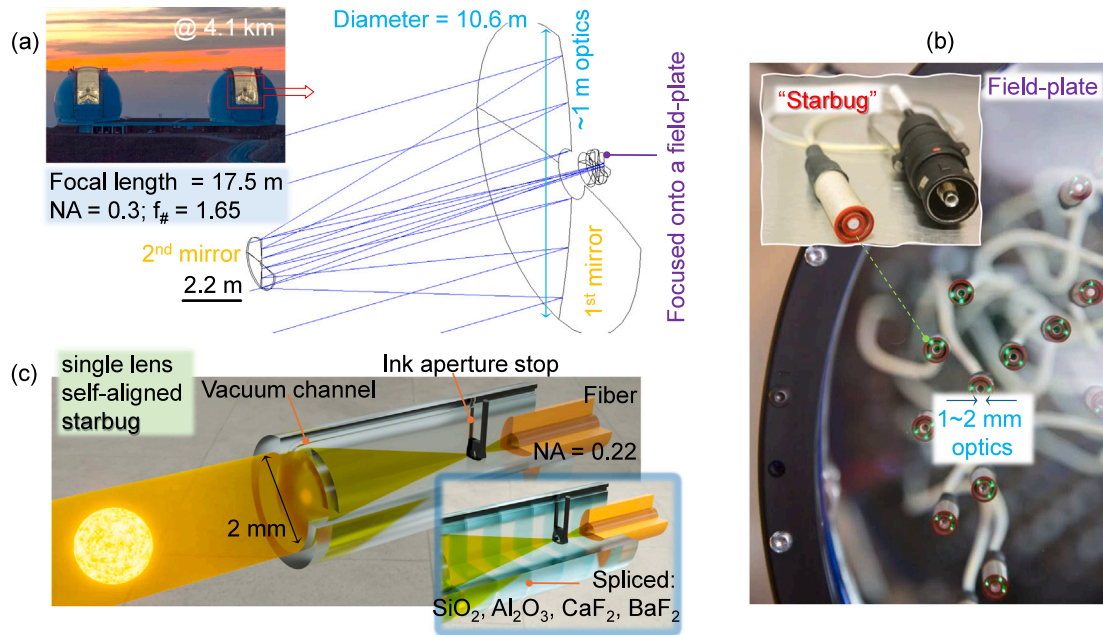 (a)
@ 4.1 km
Focal length = 17.5 m
NA = 0.3; f# = 1.65
Diameter = 10.6 m
~1 m optics
Focused onto a field-plate
2nd mirror
2.2 m
1st mirror
(b)
Field-plate
"Starbug"
1~2 mm
optics
(c)
single lens
self-aligned
starbug
Vacuum channel
Ink aperture stop
Fiber
NA = 0.22
2 mm
Spliced:
SiO2, Al2O3, CaF2, BaF2